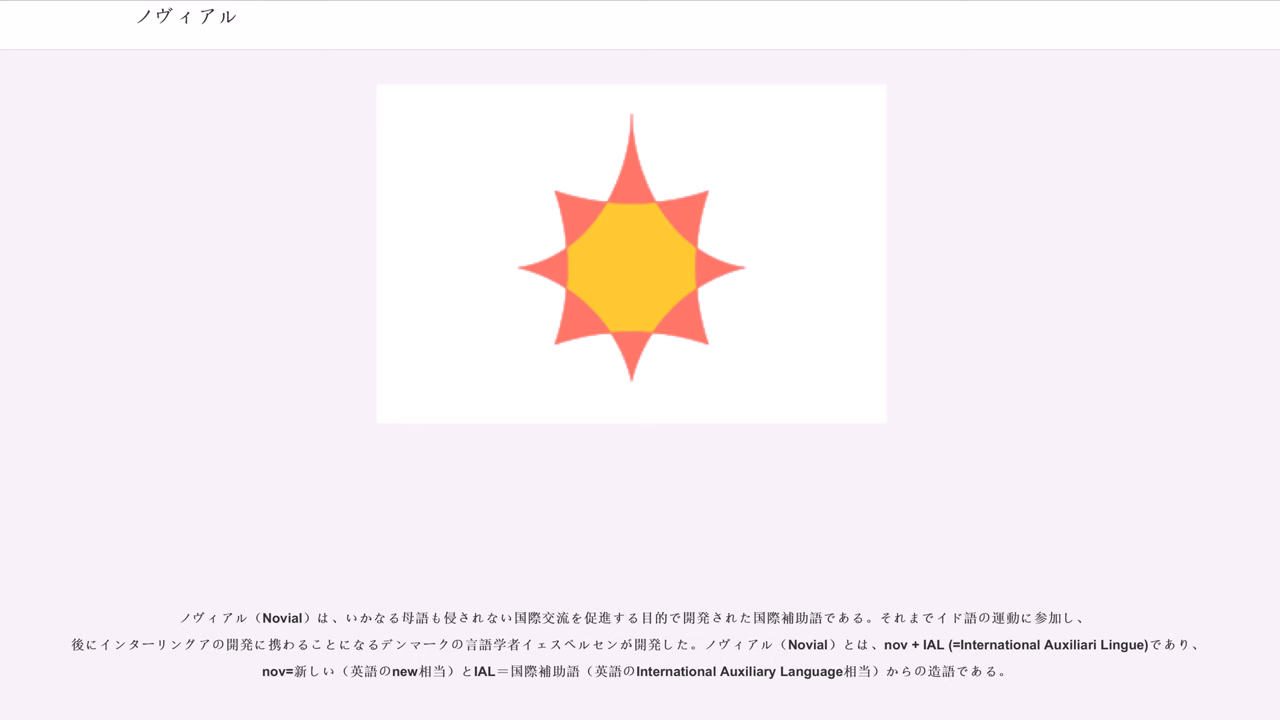 ノヴィアル
ノヴィアル（Novial）は、いかなる母語も侵されない国際交流を促進する目的で開発された国際補助語である。それまでイド語の運動に参加し、
後にインターリングアの開発に携わることになるデンマークの言語学者イェスペルセンが開発した。ノヴィアル（Novial）とは、nov + IAL (=International Auxiliari Lingue)であり、
nov=新しい（英語のnew相当）とIAL＝国際補助語（英語のInternational Auxiliary Language相当）からの造語である。